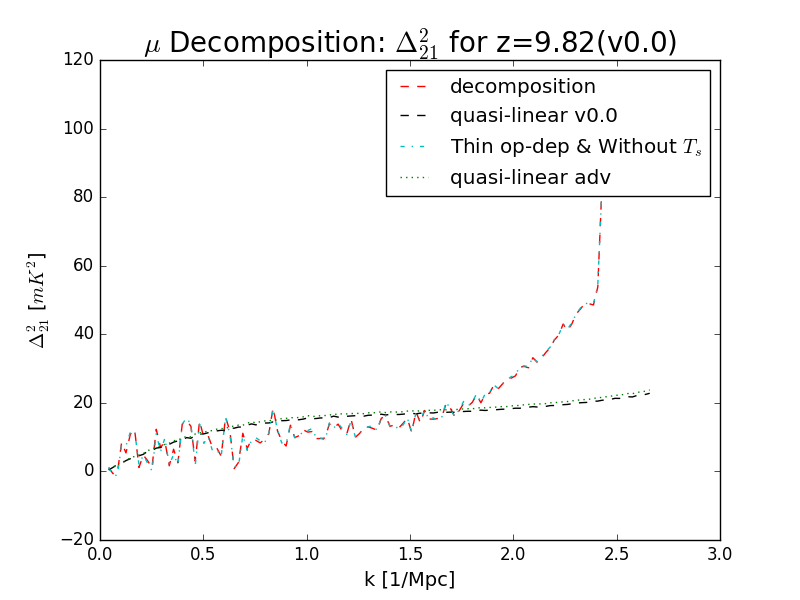 μ Decomposition: Δ²₂₁ for z=9.82(v0.0)
decomposition
quasi-linear v0.0
Thin op-dep & Without Tₛ
quasi-linear adv
120
100
80
60
40
20
0
−20
Δ²₂₁ [mK²]
0.0 0.5 1.0 1.5 2.0 2.5 3.0
k [1/Mpc]